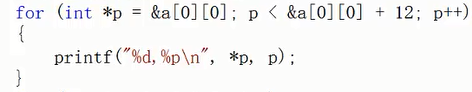 for (int *p = &a[0][0]; p < &a[0][0] + 12; p++)
{
printf("%d,%p\n", *p, p);
}